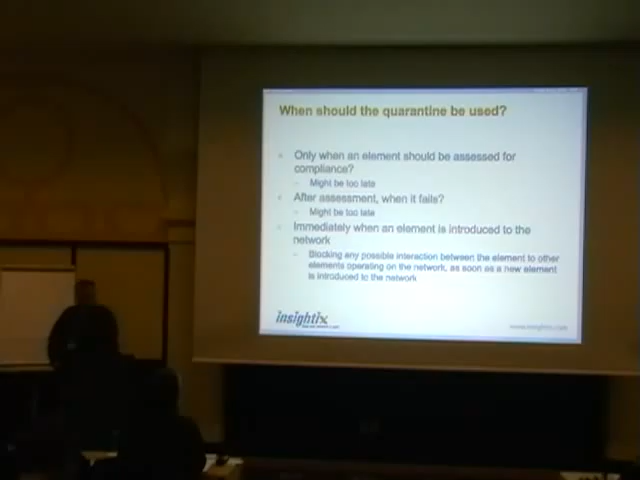 When should the quarantine be used?
Only when an element should be assessed for
compliance?
Might be too late
After assessment, when it fails?
Might be too late
Immediately when an element is introduced to the
network
Blocking any possible interaction between the element to other
elements operating on the network, as soon as a new element
is introduced to the network
insightix
www.insightix.com